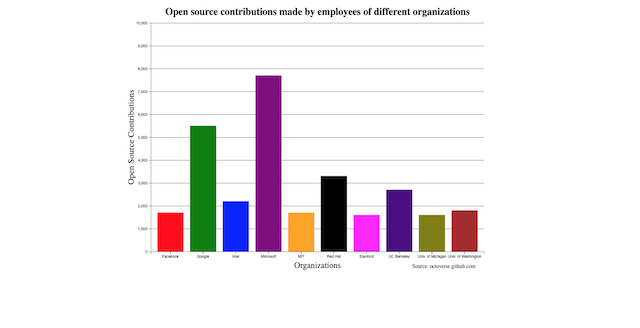 Open source contributions made by employees of different organizations
Open Source Contributions
10,000
9,000
8,000
7,000
6,000
5,000
4,000
3,000
2,000
1,000
0
Facebook Google Intel Microsoft MIT Red Hat Stanford UC Berkeley Univ. of Michigan Univ. of Washington
Organizations
Source: octoverse.github.com